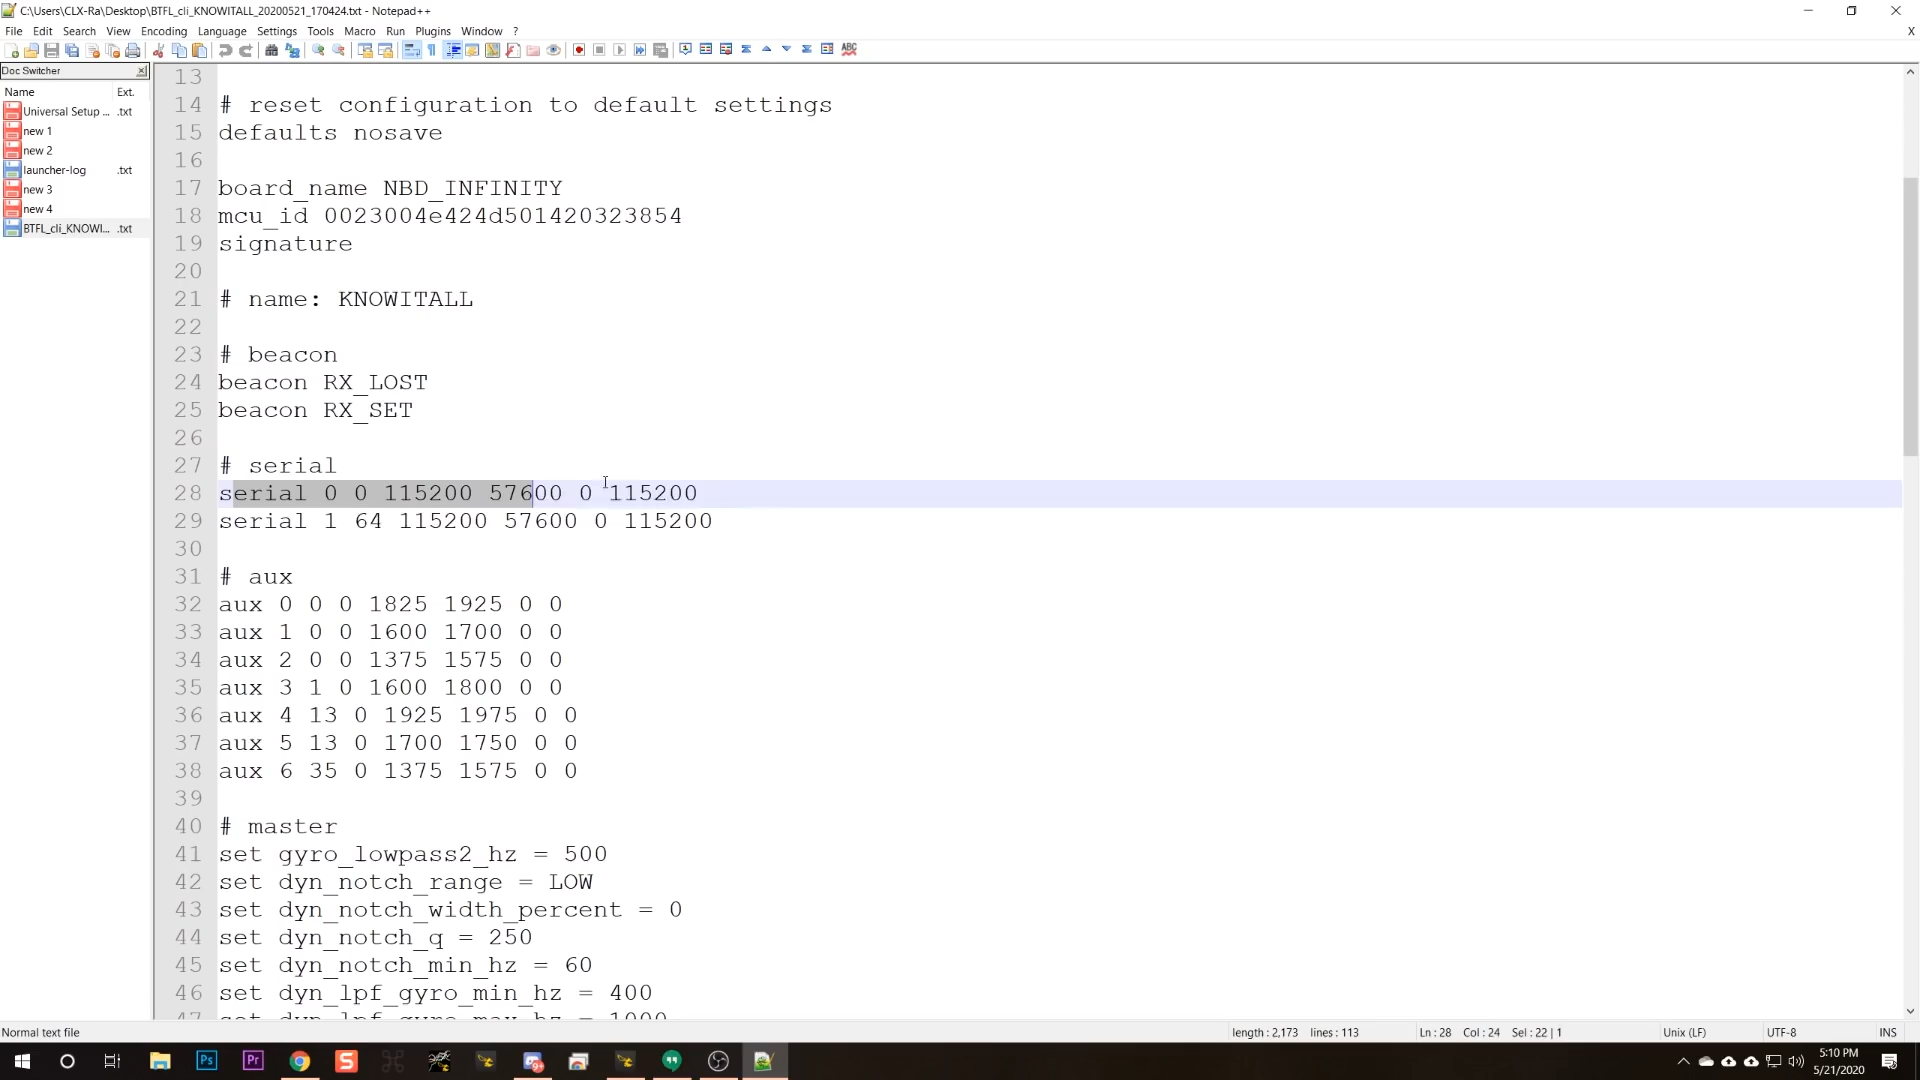 C:\Users\CLX-Ra\Desktop\BTFL_cli_KNOWITALL_20200521_170424.txt - Notepad++
File Edit Search View Encoding Language Settings Tools Macro Run Plugins Window ? X
Doc Switcher
Name Ext.
Universal Setup ... .txt
new 1
new 2
launcher-log .txt
new 3
new 4
BTFL_cli_KNOWI... .txt
13
14 # reset configuration to default settings
15 defaults nosave
16
17 board_name NBD_INFINITY
18 mcu_id 0023004e424d501420323854
19 signature
20
21 # name: KNOWITALL
22
23 # beacon
24 beacon RX_LOST
25 beacon RX_SET
26
27 # serial
28 serial 0 0 115200 57600 0 115200
29 serial 1 64 115200 57600 0 115200
30
31 # aux
32 aux 0 0 0 1825 1925 0 0
33 aux 1 0 0 1600 1700 0 0
34 aux 2 0 0 1375 1575 0 0
35 aux 3 1 0 1600 1800 0 0
36 aux 4 13 0 1925 1975 0 0
37 aux 5 13 0 1700 1750 0 0
38 aux 6 35 0 1375 1575 0 0
39
40 # master
41 set gyro_lowpass2_hz = 500
42 set dyn_notch_range = LOW
43 set dyn_notch_width_percent = 0
44 set dyn_notch_q = 250
45 set dyn_notch_min_hz = 60
46 set dyn_lpf_gyro_min_hz = 400
47 set dyn_lpf_gyro_max_hz = 1000
Normal text file length : 2,173 lines : 113 Ln : 28 Col : 24 Sel : 22 | 1 Unix (LF) UTF-8 INS
Ps Pr S
5:10 PM
5/21/2020